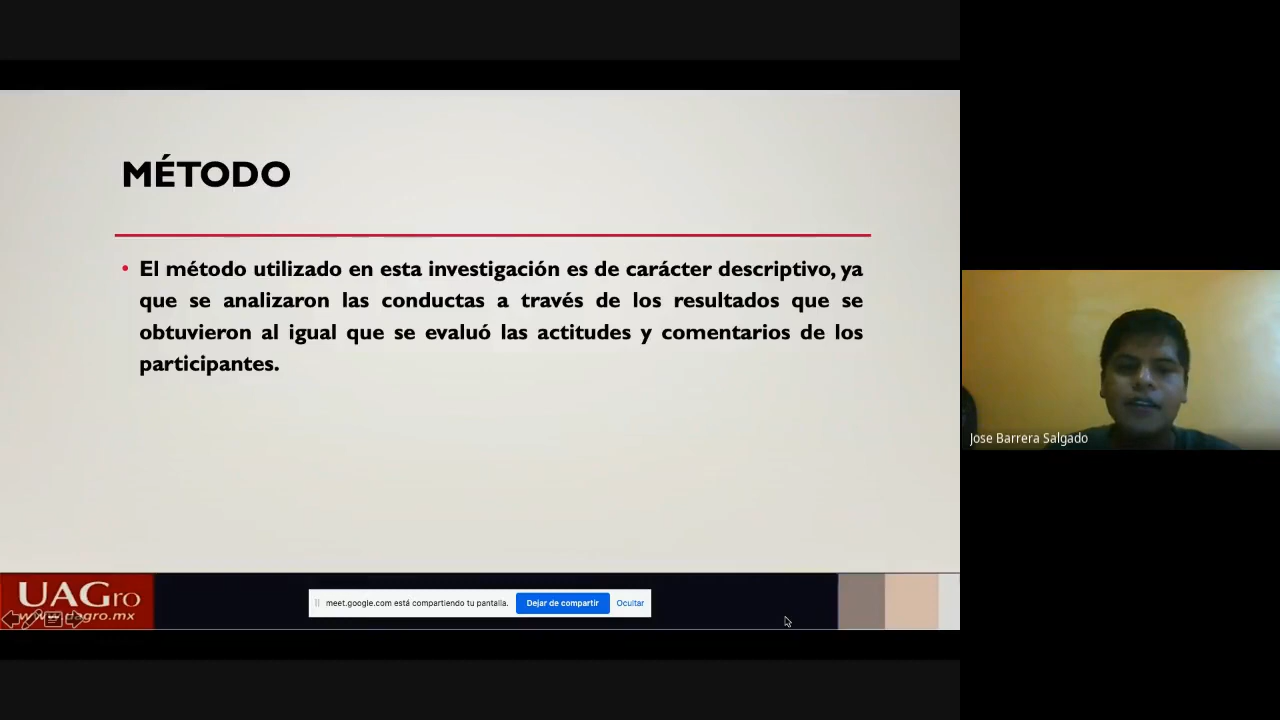 MÉTODO
• El método utilizado en esta investigación es de carácter descriptivo, ya
que se analizaron las conductas a través de los resultados que se
obtuvieron al igual que se evaluó las actitudes y comentarios de los
participantes.
Jose Barrera Salgado
UAGro
www.uagro.mx
meet.google.com está compartiendo tu pantalla.
Dejar de compartir
Ocultar